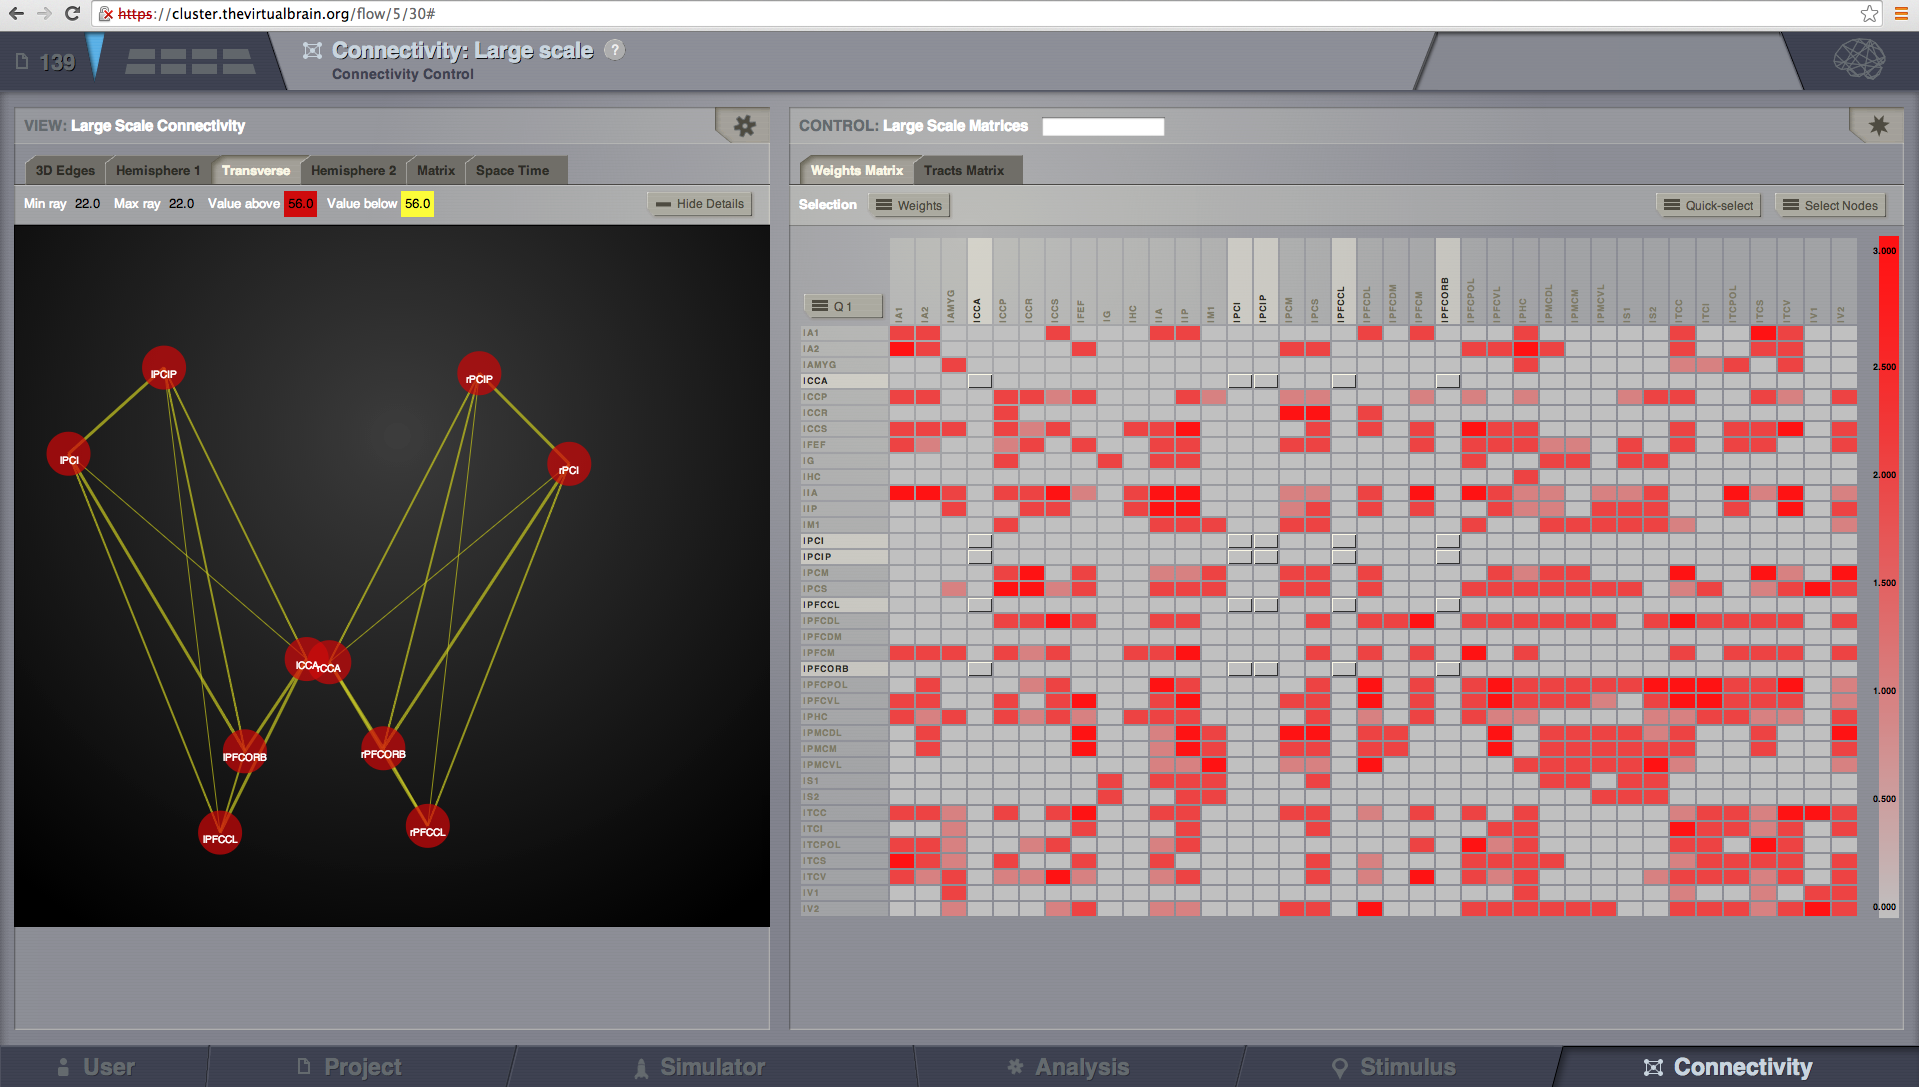 https://cluster.thevirtualbrain.org/flow/5/30#
139
Connectivity: Large scale ?
Connectivity Control
VIEW: Large Scale Connectivity
3D Edges Hemisphere 1 Transverse Hemisphere 2 Matrix Space Time
Min ray 22.0 Max ray 22.0 Value above 56.0 Value below 56.0 Hide Details
lPCIP
rPCIP
lPCI
rPCI
lCCA
rCCA
lPFCORB
rPFCORB
lPFCCL
rPFCCL
CONTROL: Large Scale Matrices
Weights Matrix Tracts Matrix
Selection Weights Quick-select Select Nodes
Q 1
lA1 lA2 lAMYG lCCA lCCP lCCR lCCS lFEF lG lHC lIA lIP lM1 lPCI lPCIP lPCM lPCS lPFCCL lPFCDL lPFCDM lPFCM lPFCORB lPFCPOL lPFCVL lPHC lPMCDL lPMCM lPMCVL lS1 lS2 lTCC lTCI lTCPOL lTCS lTCV lV1 lV2
lA1
lA2
lAMYG
lCCA
lCCP
lCCR
lCCS
lFEF
lG
lHC
lIA
lIP
lM1
lPCI
lPCIP
lPCM
lPCS
lPFCCL
lPFCDL
lPFCDM
lPFCM
lPFCORB
lPFCPOL
lPFCVL
lPHC
lPMCDL
lPMCM
lPMCVL
lS1
lS2
lTCC
lTCI
lTCPOL
lTCS
lTCV
lV1
lV2
3.000
2.500
2.000
1.500
1.000
0.500
0.000
User Project Simulator Analysis Stimulus Connectivity